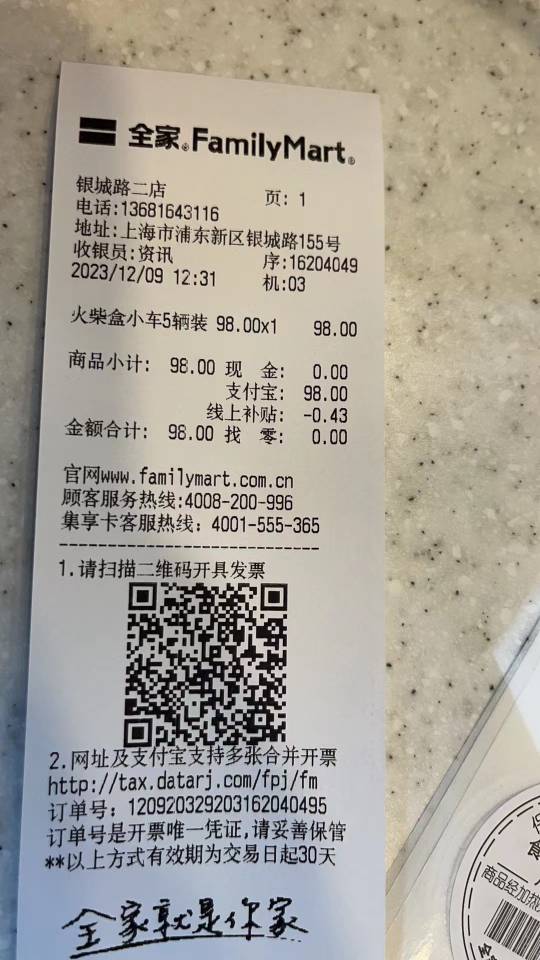 全家 FamilyMart
银城路二店 页: 1
电话:13681643116
地址:上海市浦东新区银城路155号
收银员:资讯 序:16204049
2023/12/09 12:31 机:03
火柴盒小车5辆装 98.00x1 98.00
商品小计: 98.00 现 金: 0.00
支付宝: 98.00
线上补贴: -0.43
金额合计: 98.00 找 零: 0.00
官网www.familymart.com.cn
顾客服务热线:4008-200-996
集享卡客服热线: 4001-555-365
1.请扫描二维码开具发票
2.网址及支付宝支持多张合并开票
http://tax.datarj.com/fpj/fm
订单号: 120920329203162040495
订单号是开票唯一凭证,请妥善保管
**以上方式有效期为交易日起30天
全家就是你家
商品经加热